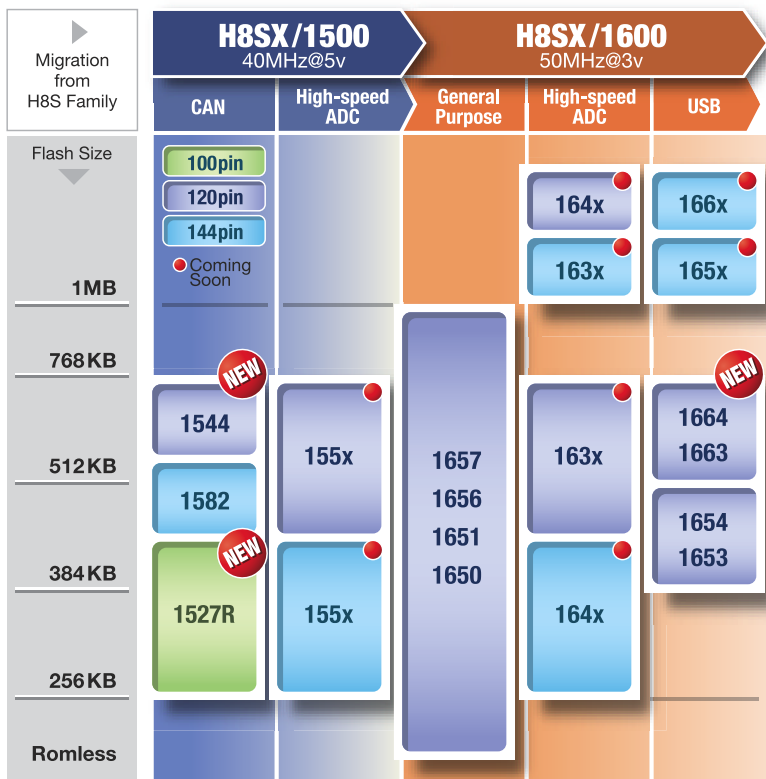 Migration
from
H8S Family
H8SX/1500
40MHz@5v
H8SX/1600
50MHz@3v
CAN
High-speed
ADC
General
Purpose
High-speed
ADC
USB
Flash Size
100pin
120pin
144pin
Coming
Soon
164x
166x
163x
165x
1MB
768KB
NEW
NEW
1544
155x
163x
1664
1663
512KB
1582
1657
1656
1651
1650
1654
1653
384KB
NEW
1527R
155x
164x
256KB
Romless